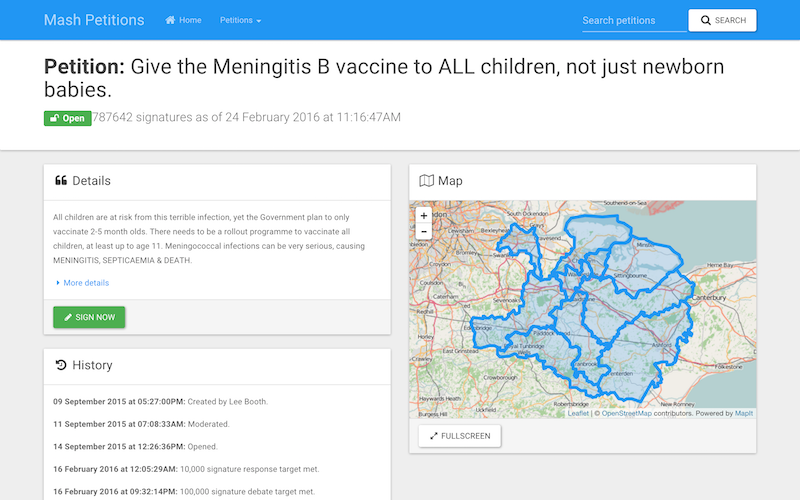 Mash Petitions Home Petitions Search petitions SEARCH
Petition: Give the Meningitis B vaccine to ALL children, not just newborn
babies.
Open 787642 signatures as of 24 February 2016 at 11:16:47AM
Details
All children are at risk from this terrible infection, yet the Government plan to only
vaccinate 2-5 month olds. There needs to be a rollout programme to vaccinate all
children, at least up to age 11. Meningococcal infections can be very serious, causing
MENINGITIS, SEPTICAEMIA & DEATH.
More details
SIGN NOW
History
09 September 2015 at 05:27:00PM: Created by Lee Booth.
11 September 2015 at 07:08:33AM: Moderated.
14 September 2015 at 12:26:36PM: Opened.
16 February 2016 at 12:05:29AM: 10,000 signature response target met.
16 February 2016 at 09:32:14PM: 100,000 signature debate target met.
Map
+
-
Southend-on-Sea
South Ockendon
Lewisham
Gravesend
Bromley
Croydon
Sittingbourne
Herne Bay
Coulsdon
Caterham
Sevenoaks
Canterbury
Redhill
Horley
Paddock Wood
Ashford
East Grinstead
Royal Tunbridge
Wells
Cranbrook
Tenterden
Folkestone
Crowborough
Haywards Heath
Robertsbridge
New Romney
Burgess Hill
Uckfield
Leaflet | © OpenStreetMap contributors. Powered by MapIt
FULLSCREEN